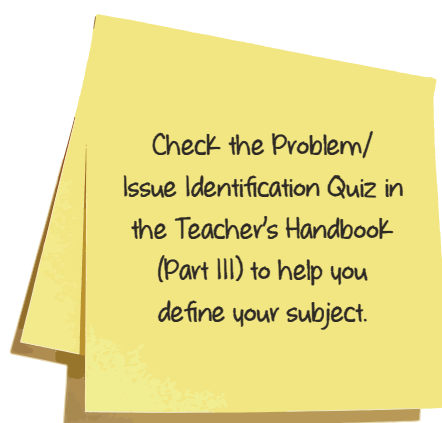 Check the Problem/
Issue Identification Quiz in
the Teacher's Handbook
(Part III) to help you
define your subject.